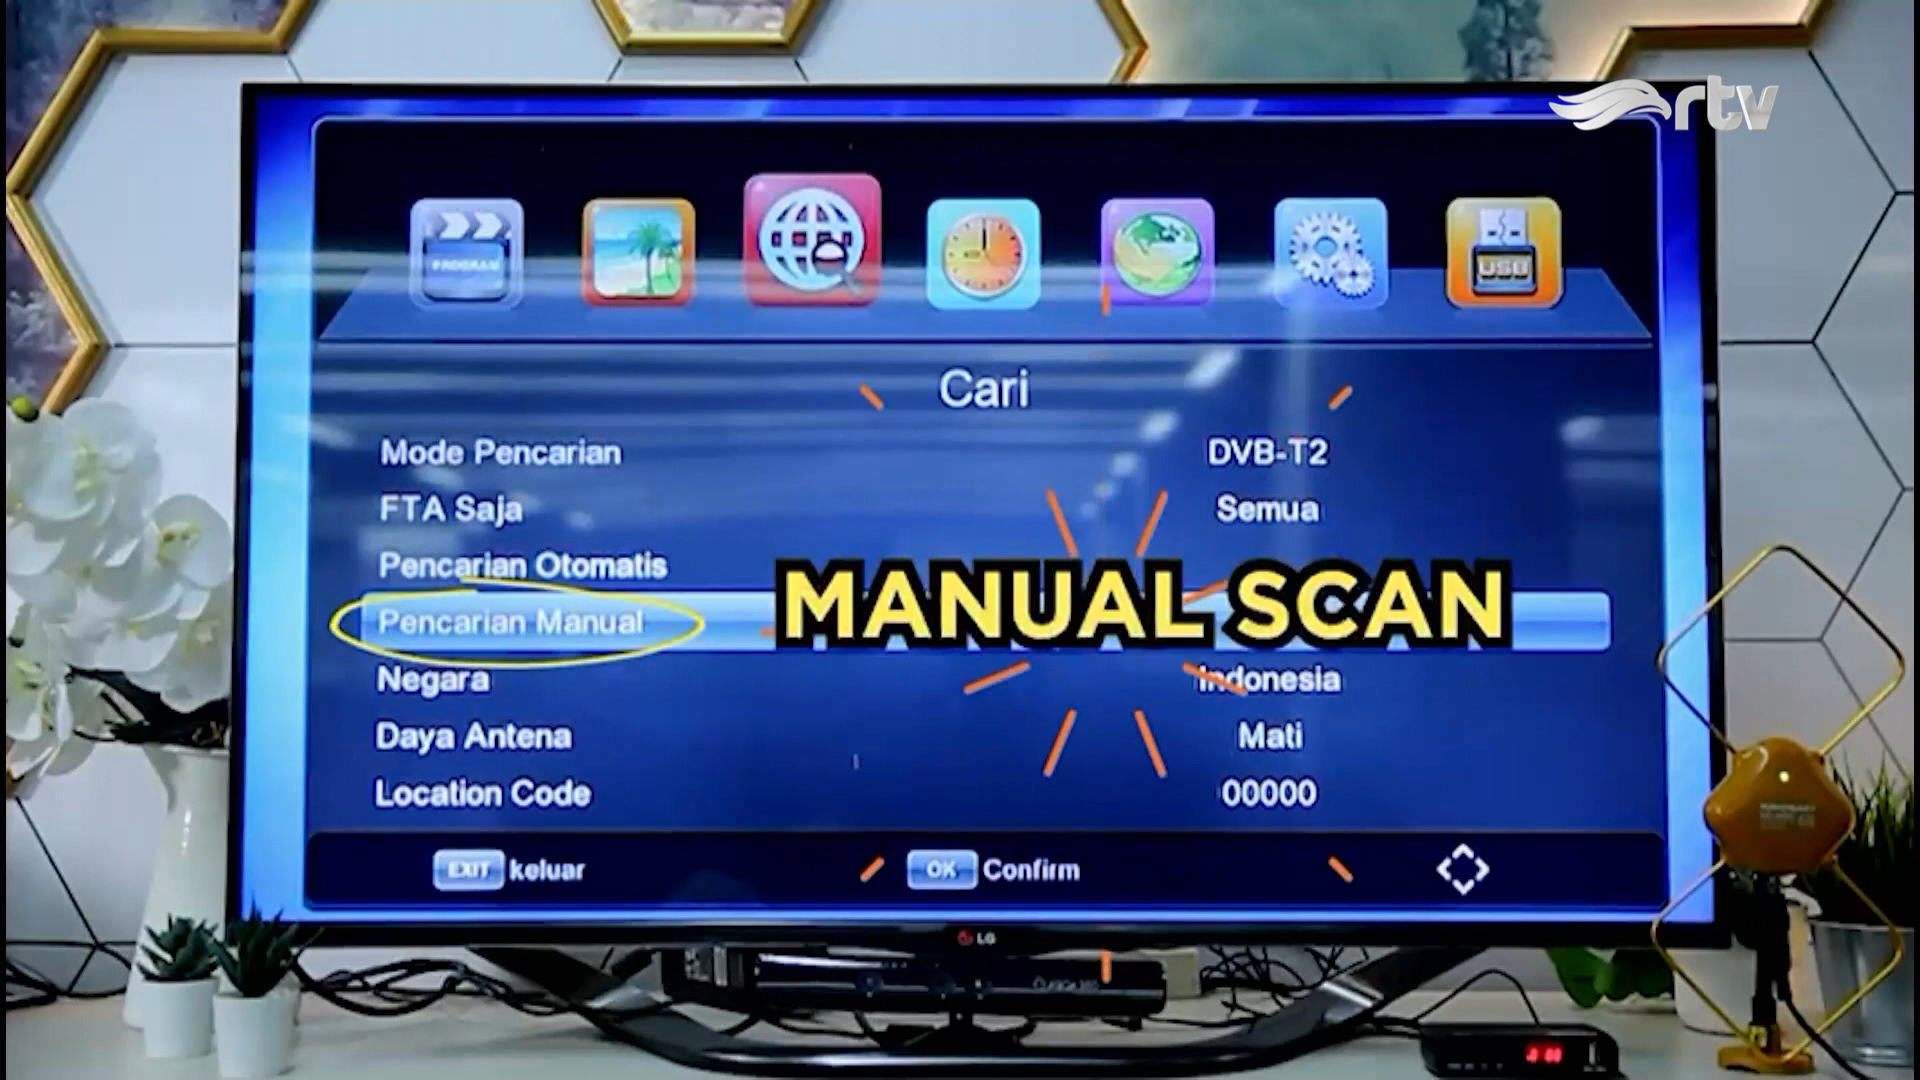 rtv
PROGRAM
USB
Cari
Mode Pencarian DVB-T2
FTA Saja Semua
Pencarian Otomatis
Pencarian Manual
MANUAL SCAN
Negara Indonesia
Daya Antena Mati
Location Code 00000
EXIT keluar OK Confirm
LG